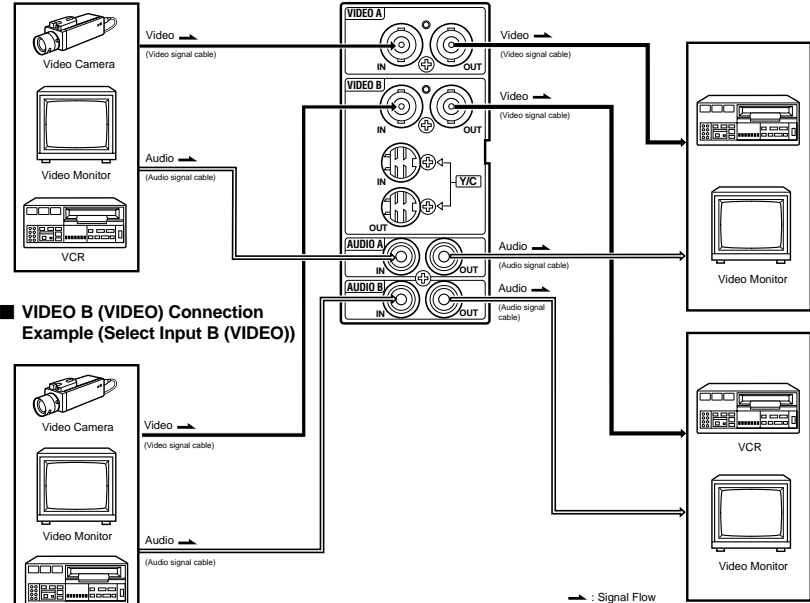 Video Camera
Video Monitor
VCR
Video
(Video signal cable)
Audio
(Audio signal cable)
VIDEO A
IN
OUT
VIDEO B
IN
OUT
IN
Y/C
OUT
AUDIO A
IN
OUT
AUDIO B
IN
OUT
Video
(Video signal cable)
Video
(Video signal cable)
Audio
(Audio signal cable)
Audio
(Audio signal
cable)
Video Monitor
■ VIDEO B (VIDEO) Connection
Example (Select Input B (VIDEO))
Video Camera
Video Monitor
Video
(Video signal cable)
Audio
(Audio signal cable)
VCR
Video Monitor
: Signal Flow